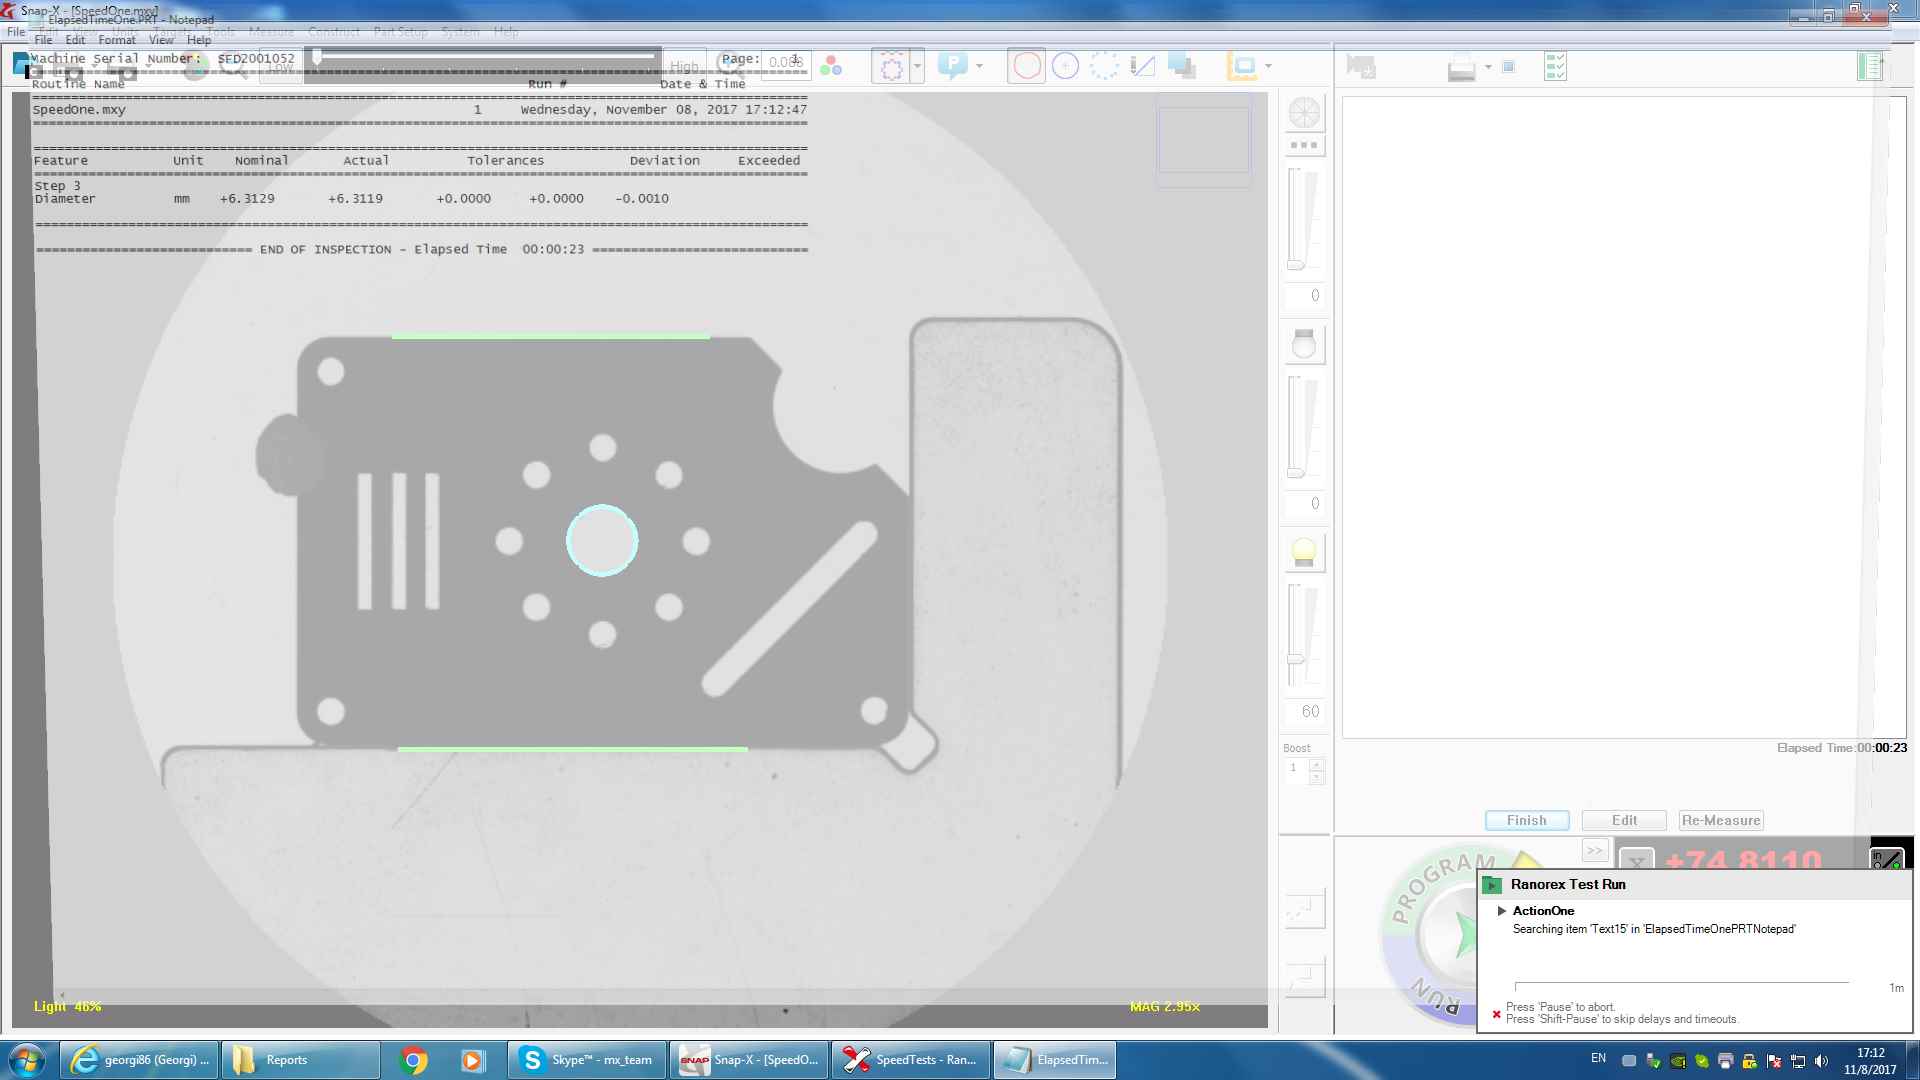 Snap-X - [SpeedOne.mxy]
ElapsedTimeOne.PRT - Notepad
File Edit View Units Targets Tools Measure Construct Part Setup System Help
File Edit Format View Help
Machine Serial Number: SFD2001052 Page: 1
Low High
Routine Name Run # Date & Time
SpeedOne.mxy 1 Wednesday, November 08, 2017 17:12:47
Feature Unit Nominal Actual Tolerances Deviation Exceeded
Step 3
Diameter mm +6.3129 +6.3119 +0.0000 +0.0000 -0.0010
END OF INSPECTION - Elapsed Time 00:00:23
0
0
60
Boost
1
Elapsed Time:00:00:23
Finish Edit Re-Measure
>>
PROGRAM
RUN
X +74.8110
in
Ranorex Test Run
ActionOne
Searching item 'Text15' in 'ElapsedTimeOnePRTNotepad'
1m
Press 'Pause' to abort.
Press 'Shift-Pause' to skip delays and timeouts.
Light 46% MAG 2.95x
georgi86 (Georgi) ... Reports Skype™ - mx_team SNAP Snap-X - [SpeedO... SpeedTests - Ran... ElapsedTim...
EN
17:12
11/8/2017